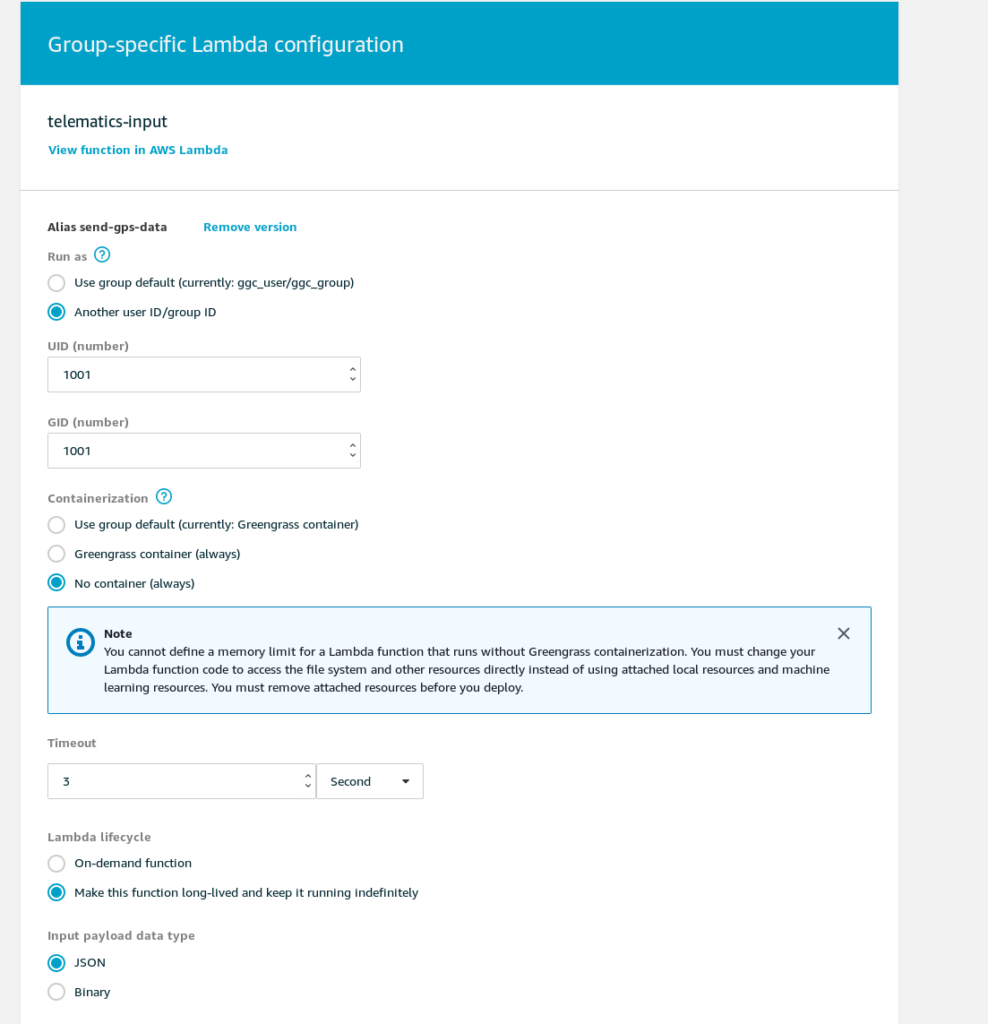 Group-specific Lambda configuration
telematics-input
View function in AWS Lambda
Alias send-gps-data Remove version
Run as ?
Use group default (currently: ggc_user/ggc_group)
Another user ID/group ID
UID (number)
1001
GID (number)
1001
Containerization ?
Use group default (currently: Greengrass container)
Greengrass container (always)
No container (always)
Note
You cannot define a memory limit for a Lambda function that runs without Greengrass containerization. You must change your
Lambda function code to access the file system and other resources directly instead of using attached local resources and machine
learning resources. You must remove attached resources before you deploy.
Timeout
3 Second
Lambda lifecycle
On-demand function
Make this function long-lived and keep it running indefinitely
Input payload data type
JSON
Binary